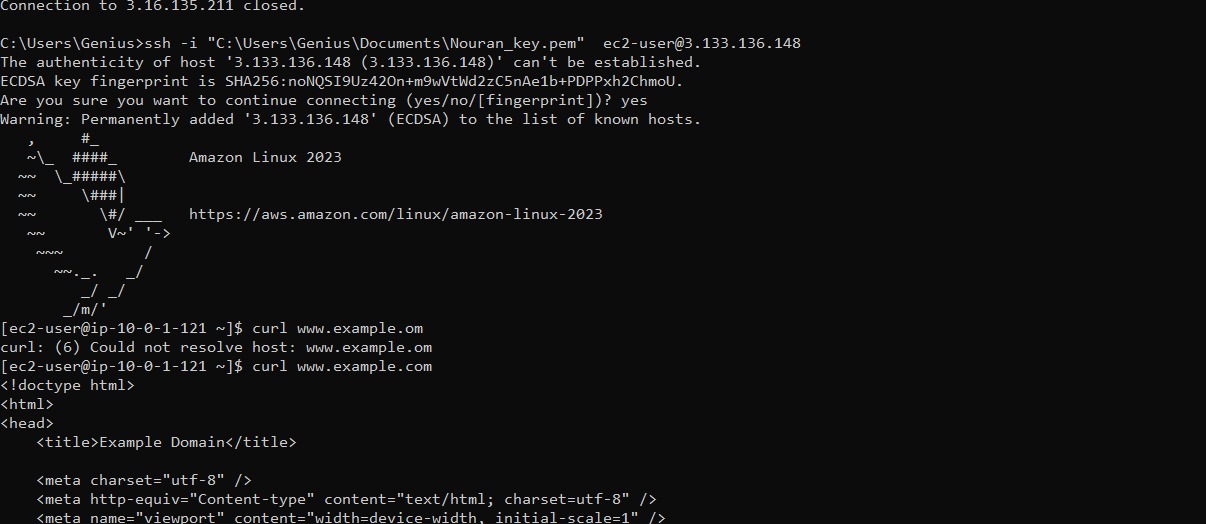 Connection to 3.16.135.211 closed.
C:\Users\Genius>ssh -i "C:\Users\Genius\Documents\Nouran_key.pem"  ec2-user@3.133.136.148
The authenticity of host '3.133.136.148 (3.133.136.148)' can't be established.
ECDSA key fingerprint is SHA256:noNQSI9Uz42On+m9wVtWd2zC5nAe1b+PDPPxh2ChmoU.
Are you sure you want to continue connecting (yes/no/[fingerprint])? yes
Warning: Permanently added '3.133.136.148' (ECDSA) to the list of known hosts.
   ,     #_
   ~\_  ####_        Amazon Linux 2023
  ~~  \_#####\
  ~~     \###|
  ~~       \#/ ___   https://aws.amazon.com/linux/amazon-linux-2023
   ~~       V~' '->
    ~~~         /
      ~~._.   _/
         _/ _/
       _/m/'
[ec2-user@ip-10-0-1-121 ~]$ curl www.example.om
curl: (6) Could not resolve host: www.example.om
[ec2-user@ip-10-0-1-121 ~]$ curl www.example.com
<!doctype html>
<html>
<head>
    <title>Example Domain</title>
    <meta charset="utf-8" />
    <meta http-equiv="Content-type" content="text/html; charset=utf-8" />
    <meta name="viewport" content="width=device-width, initial-scale=1" />